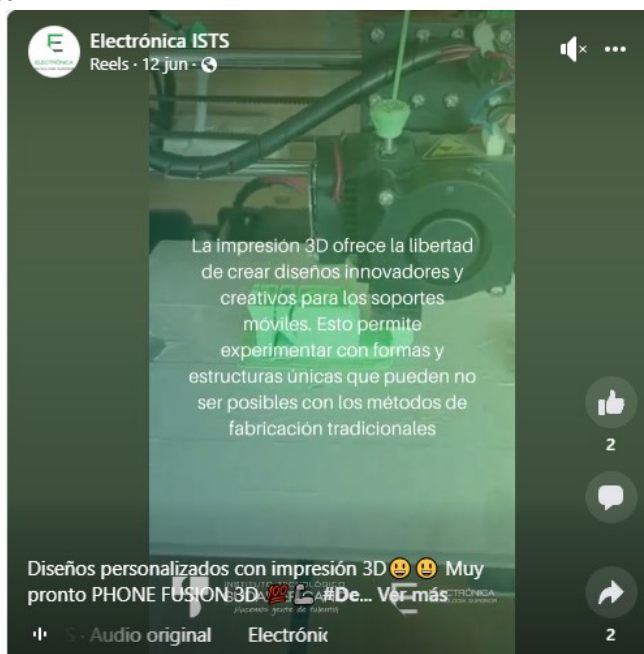 Electrónica ISTS
Reels · 12 jun ·
La impresión 3D ofrece la libertad
de crear diseños innovadores y
creativos para los soportes
móviles. Esto permite
experimentar con formas y
estructuras únicas que pueden no
ser posibles con los métodos de
fabricación tradicionales
2
Diseños personalizados con impresión 3D😃 😃 Muy
pronto PHONE FUSION 3D 💯💪 #De... Ver más
S · Audio original Electrónic
2